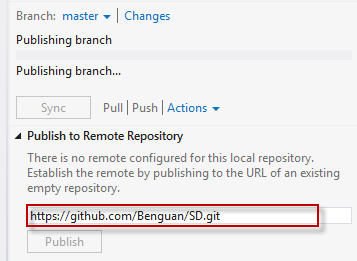 Branch: master | Changes
Publishing branch
Publishing branch...
Sync Pull | Push | Actions
Publish to Remote Repository
There is no remote configured for this local repository.
Establish the remote by publishing to the URL of an existing
empty repository.
https://github.com/Benguan/SD.git
Publish